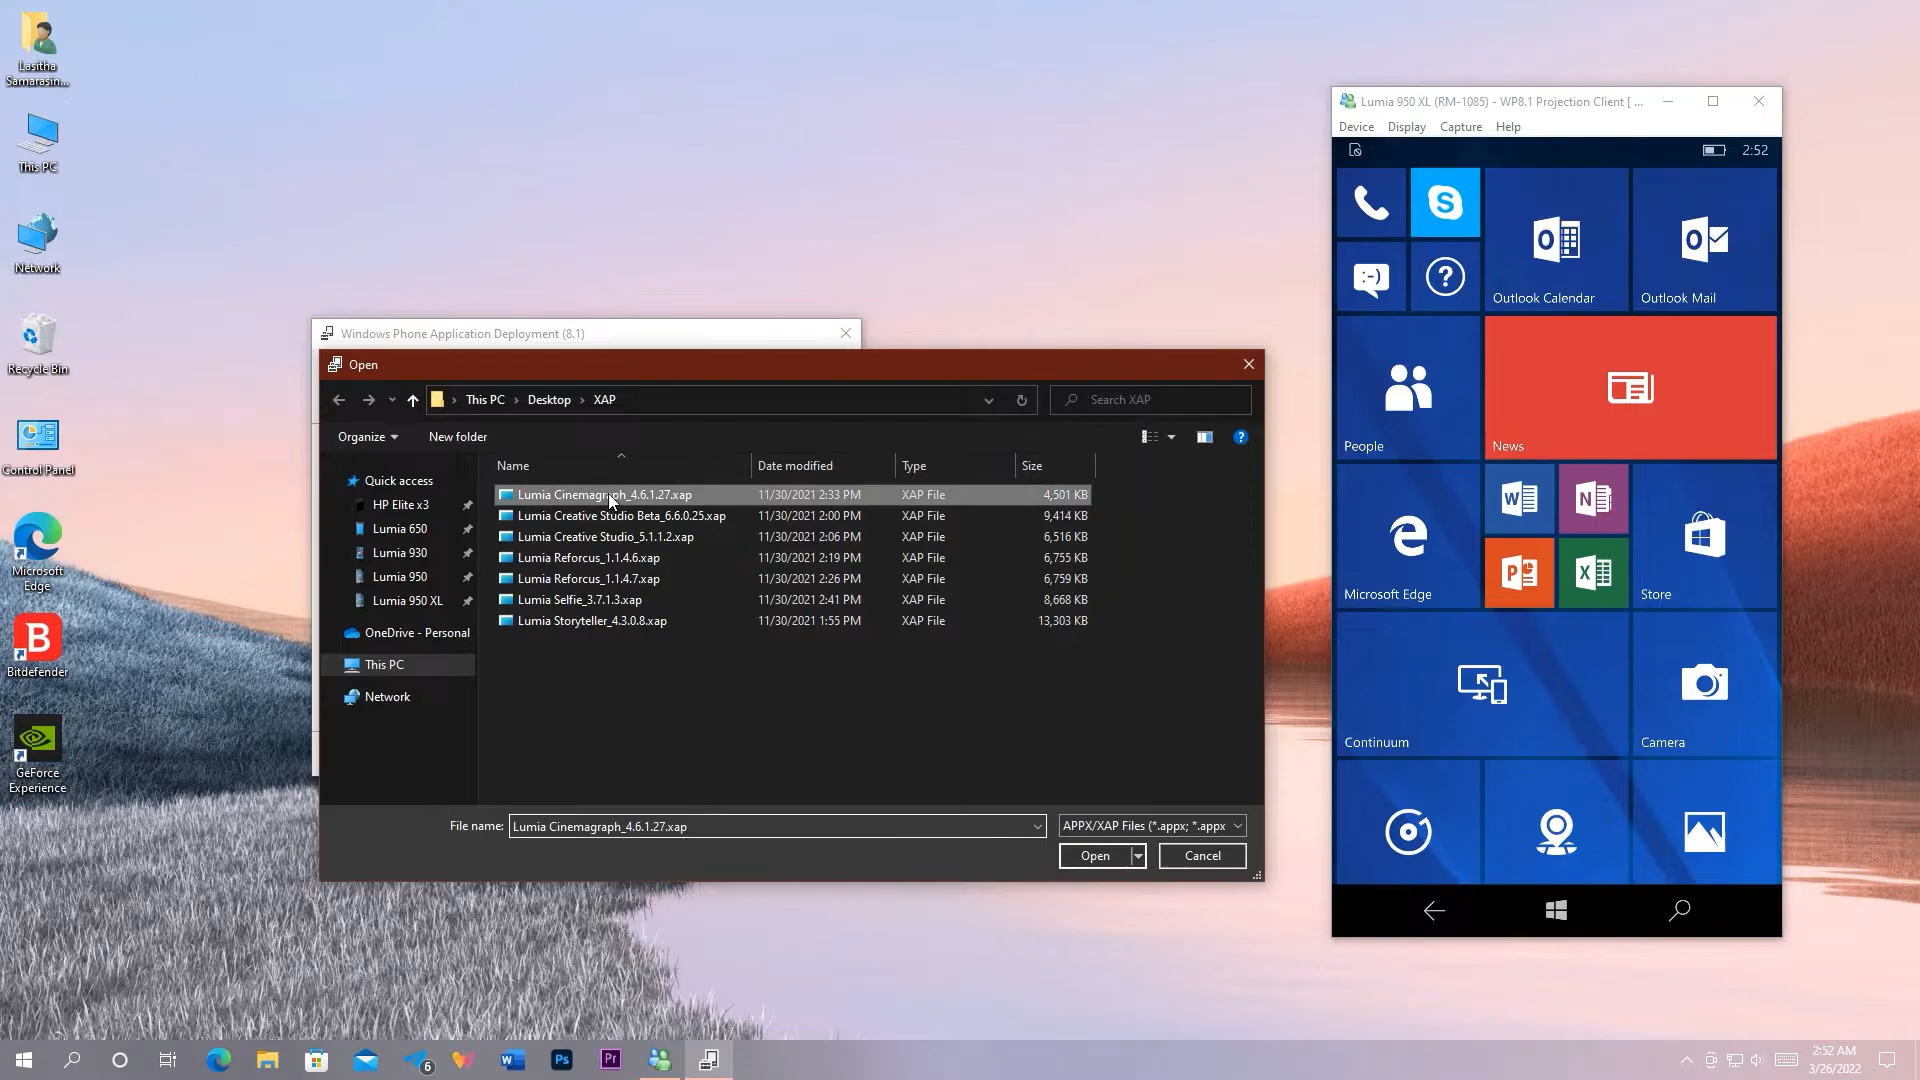 Lasitha
Samarasin...
This PC
Network
Recycle Bin
Control Panel
Microsoft
Edge
Bitdefender
GeForce
Experience
Windows Phone Application Deployment (8.1)
Open
This PC
Desktop
XAP
Search XAP
Organize
New folder
Quick access
HP Elite x3
Lumia 650
Lumia 930
Lumia 950
Lumia 950 XL
OneDrive - Personal
This PC
Network
Name Date modified Type Size
Lumia Cinemagraph_4.6.1.27.xap 11/30/2021 2:33 PM XAP File 4,501 KB
Lumia Creative Studio Beta_6.6.0.25.xap 11/30/2021 2:00 PM XAP File 9,414 KB
Lumia Creative Studio_5.1.1.2.xap 11/30/2021 2:06 PM XAP File 6,516 KB
Lumia Reforcus_1.1.4.6.xap 11/30/2021 2:19 PM XAP File 6,755 KB
Lumia Reforcus_1.1.4.7.xap 11/30/2021 2:26 PM XAP File 6,759 KB
Lumia Selfie_3.7.1.3.xap 11/30/2021 2:41 PM XAP File 8,668 KB
Lumia Storyteller_4.3.0.8.xap 11/30/2021 1:55 PM XAP File 13,303 KB
File name: Lumia Cinemagraph_4.6.1.27.xap
APPX/XAP Files (*.appx; *.appx
Open
Cancel
Lumia 950 XL (RM-1085) - WP8.1 Projection Client [ ...
Device Display Capture Help
2:52
Outlook Calendar
Outlook Mail
People
News
Microsoft Edge
Store
Continuum
Camera
6
2:52 AM
3/26/2022